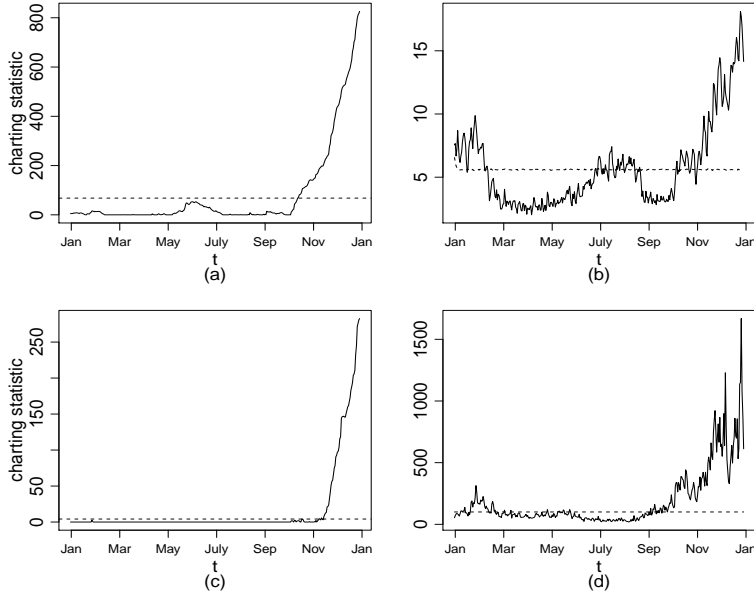 charting statistic
0 200 400 600 800
Jan Mar May July Sep Nov Jan
t
(a)
5 10 15
Jan Mar May July Sep Nov Jan
t
(b)
charting statistic
0 50 150 250
Jan Mar May July Sep Nov Jan
t
(c)
0 500 1000 1500
Jan Mar May July Sep Nov Jan
t
(d)